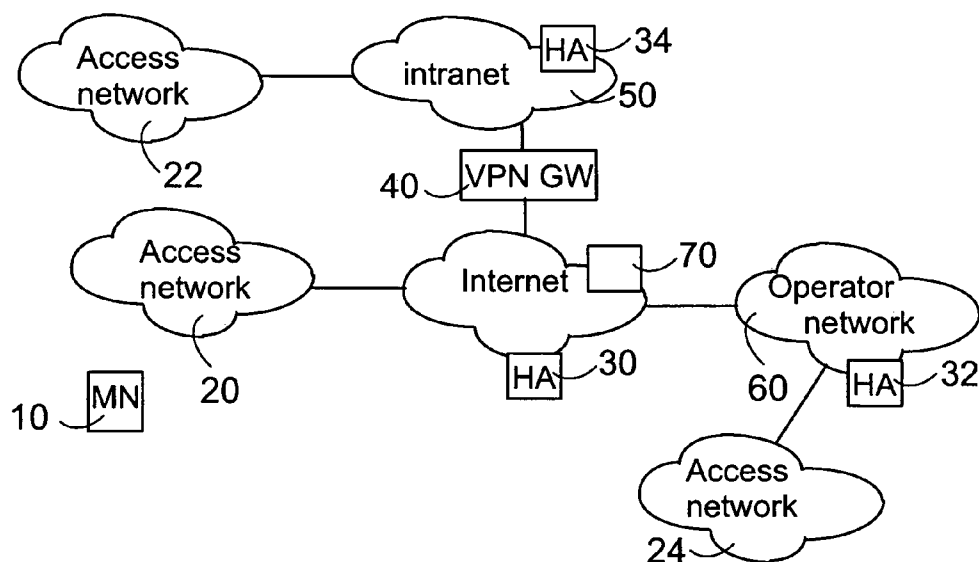 Access
network
22
intranet
HA
34
50
40
VPN GW
Access
network
20
Internet
70
HA
30
Operator
network
60
HA
32
10
MN
Access
network
24